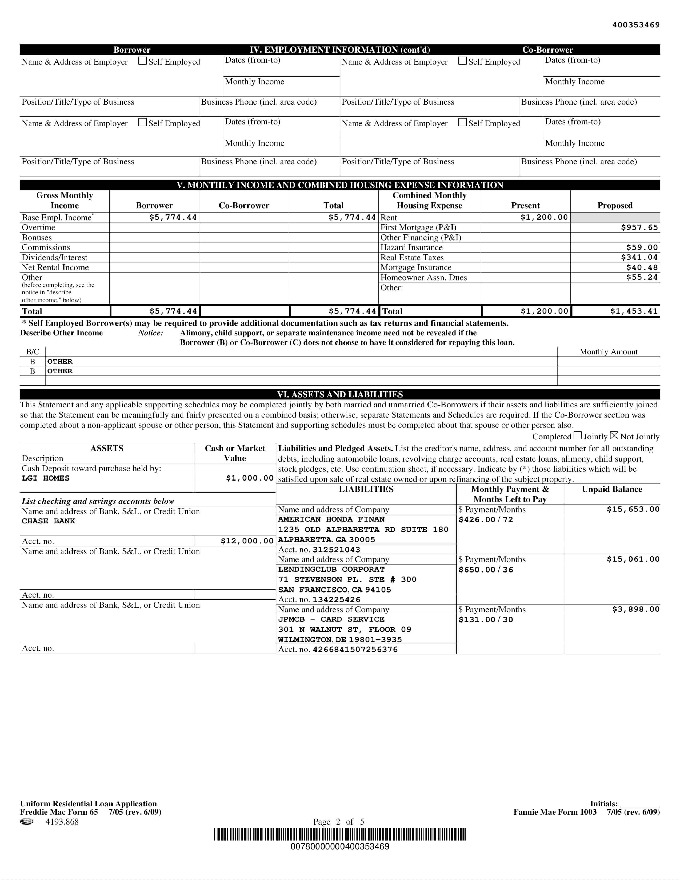 400353469
Borrower IV. EMPLOYMENT INFORMATION (cont'd) Co-Borrower
Name & Address of Employer Self Employed Dates (from-to) Name & Address of Employer Self Employed Dates (from-to)
Monthly Income Monthly Income
Position/Title/Type of Business Business Phone (incl. area code) Position/Title/Type of Business Business Phone (incl. area code)
Name & Address of Employer Self Employed Dates (from-to) Name & Address of Employer Self Employed Dates (from-to)
Monthly Income Monthly Income
Position/Title/Type of Business Business Phone (incl. area code) Position/Title/Type of Business Business Phone (incl. area code)
V. MONTHLY INCOME AND COMBINED HOUSING EXPENSE INFORMATION
Gross Monthly Income Borrower Co-Borrower Total Combined Monthly Housing Expense Present Proposed
Base Empl. Income* $5,774.44 $5,774.44 Rent $1,200.00
Overtime First Mortgage (P&I) $957.65
Bonuses Other Financing (P&I)
Commissions Hazard Insurance $59.00
Dividends/Interest Real Estate Taxes $341.04
Net Rental Income Mortgage Insurance $40.48
Other Homeowner Assn. Dues $55.24
(before completing, see the Other
notice in "describe
other income," below)
Total $5,774.44 $5,774.44 Total $1,200.00 $1,453.41
* Self Employed Borrower(s) may be required to provide additional documentation such as tax returns and financial statements.
Describe Other Income Notice: Alimony, child support, or separate maintenance income need not be revealed if the
Borrower (B) or Co-Borrower (C) does not choose to have it considered for repaying this loan.
B/C Monthly Amount
B OTHER
B OTHER
VI. ASSETS AND LIABILITIES
This Statement and any applicable supporting schedules may be completed jointly by both married and unmarried Co-Borrowers if their assets and liabilities are sufficiently joined
so that the Statement can be meaningfully and fairly presented on a combined basis; otherwise, separate Statements and Schedules are required. If the Co-Borrower section was
completed about a non-applicant spouse or other person, this Statement and supporting schedules must be completed about that spouse or other person also.
Completed Jointly Not Jointly
ASSETS Cash or Market Liabilities and Pledged Assets. List the creditor's name, address, and account number for all outstanding
Description Value debts, including automobile loans, revolving charge accounts, real estate loans, alimony, child support,
Cash Deposit toward purchase held by: stock pledges, etc. Use continuation sheet, if necessary. Indicate by (*) those liabilities which will be
LGI HOMES $1,000.00 satisfied upon sale of real estate owned or upon refinancing of the subject property.
LIABILITIES Monthly Payment & Unpaid Balance
List checking and savings accounts below Months Left to Pay
Name and address of Bank, S&L, or Credit Union Name and address of Company $ Payment/Months $15,653.00
CHASE BANK AMERICAN HONDA FINAN $426.00/72
1235 OLD ALPHARETTA RD SUITE 180
Acct. no. $12,000.00 ALPHARETTA, GA 30005
Name and address of Bank, S&L, or Credit Union Acct. no. 312521043
Name and address of Company $ Payment/Months $15,061.00
LENDINGCLUB CORPORAT $650.00/36
71 STEVENSON PL. STE # 300
SAN FRANCISCO, CA 94105
Acct. no. Acct. no. 134225426
Name and address of Bank, S&L, or Credit Union Name and address of Company $ Payment/Months $3,898.00
JPMCB - CARD SERVICE $131.00/30
301 N WALNUT ST, FLOOR 09
WILMINGTON, DE 19801-3935
Acct. no. Acct. no. 4266841507256376
Uniform Residential Loan Application Initials:
Freddie Mac Form 65 7/05 (rev. 6/09) Fannie Mae Form 1003 7/05 (rev. 6/09)
4193.868 Page 2 of 5
00780000000400353469